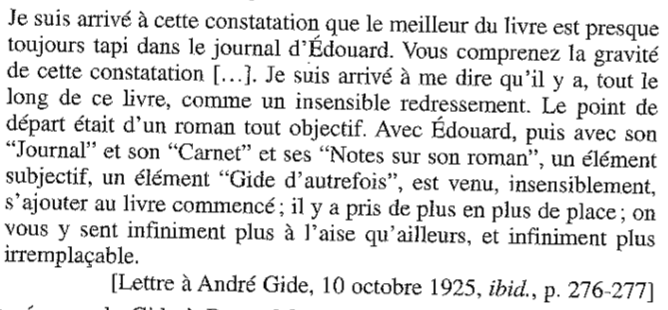 Je suis arrivé à cette constatation que le meilleur du livre est presque
toujours tapi dans le journal d’Édouard. Vous comprenez la gravité
de cette constatation […]. Je suis arrivé à me dire qu’il y a, tout le
long de ce livre, comme un insensible redressement. Le point de
départ était d’un roman tout objectif. Avec Édouard, puis avec son
“Journal” et son “Carnet” et ses “Notes sur son roman”, un élément
subjectif, un élément “Gide d’autrefois”, est venu, insensiblement,
s’ajouter au livre commencé ; il y a pris de plus en plus de place ; on
vous y sent infiniment plus à l’aise qu’ailleurs, et infiniment plus
irremplaçable.
[Lettre à André Gide, 10 octobre 1925, ibid., p. 276-277]